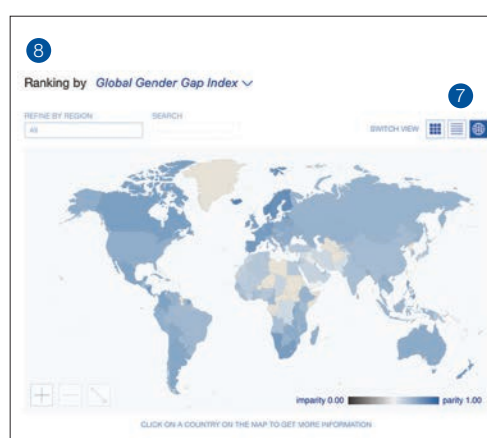 8
Ranking by Global Gender Gap Index
7
REFINE BY REGION
SEARCH
All
SWITCH VIEW
imparity 0.00
parity 1.00
CLICK ON A COUNTRY ON THE MAP TO GET MORE INFORMATION